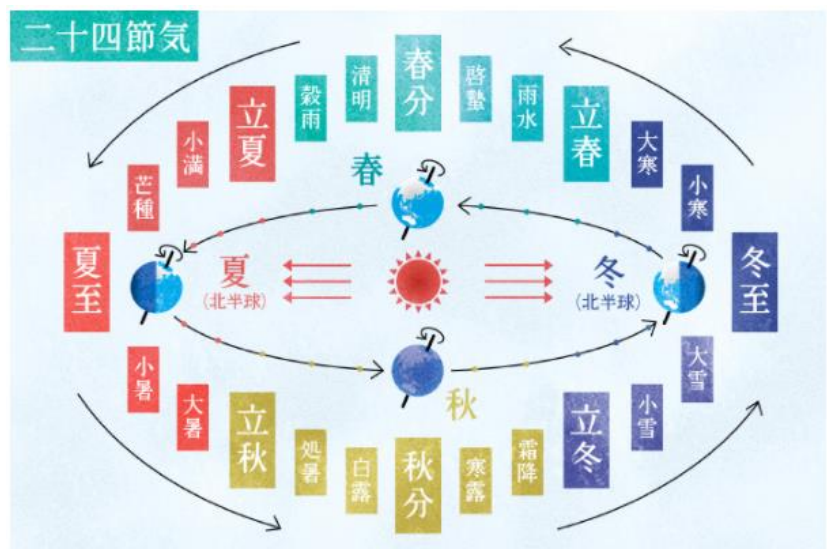 二十四節気
春分
清明
穀雨
立夏
小満
芒種
夏至
小暑
大暑
立秋
処暑
白露
秋分
寒露
霜降
立冬
小雪
大雪
冬至
小寒
大寒
立春
雨水
啓蟄
春
夏
(北半球)
冬
(北半球)
秋